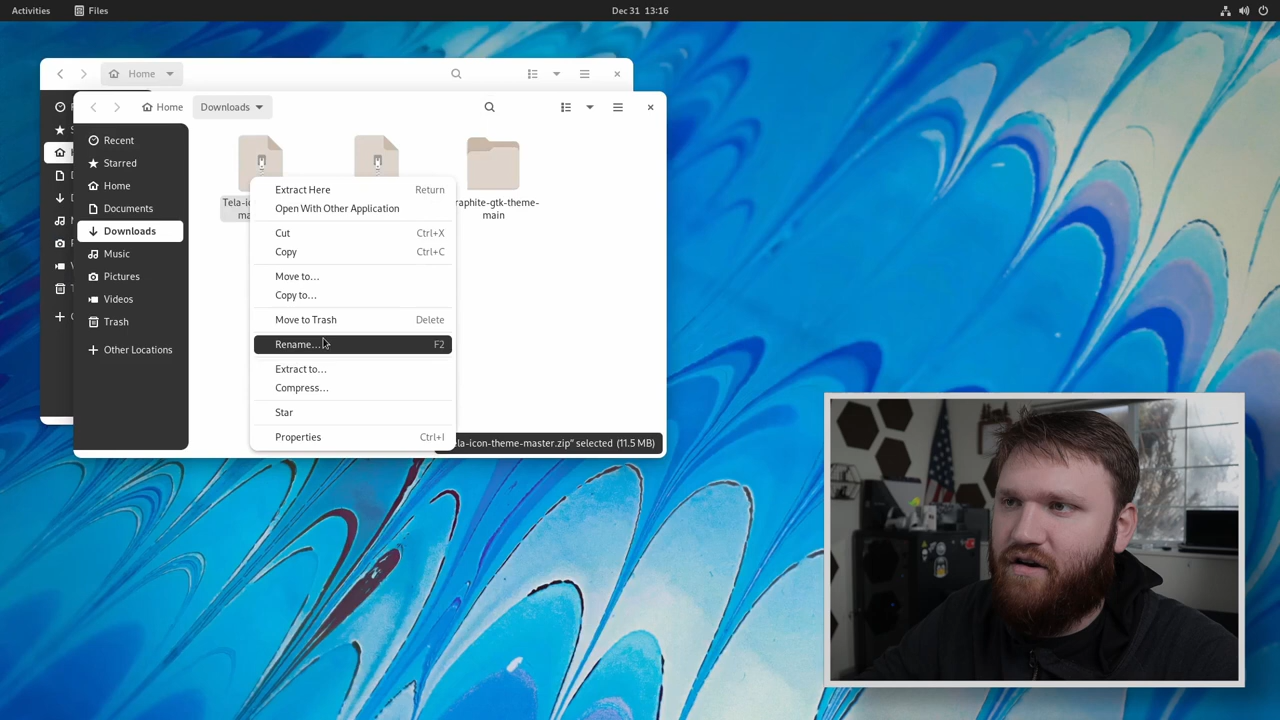 Activities
Files
Dec 31 13:16
Home
Home
Downloads
Recent
Starred
Home
Documents
Downloads
Music
Pictures
Videos
Trash
Other Locations
Extract Here Return
Open With Other Application
Cut Ctrl+X
Copy Ctrl+C
Move to…
Copy to…
Move to Trash Delete
Rename… F2
Extract to…
Compress…
Star
Properties Ctrl+I
raphite-gtk-theme-
main
ela-icon-theme-master.zip" selected (11.5 MB)